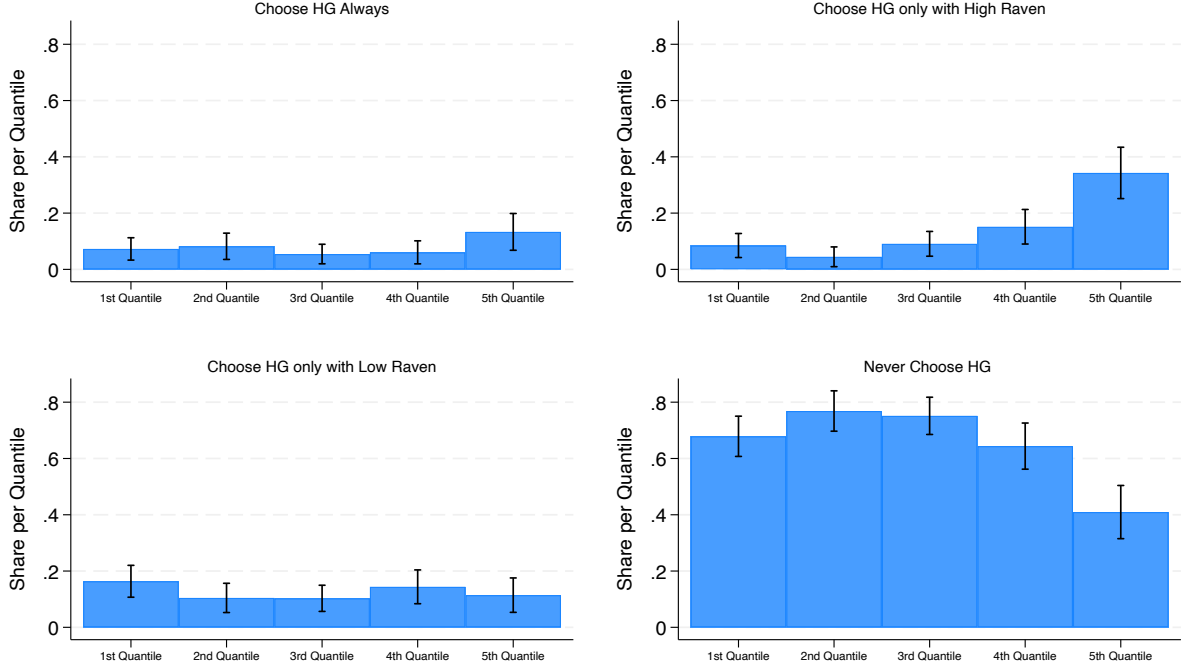 Choose HG Always
Share per Quantile
.8
.6
.4
.2
0
1st Quantile 2nd Quantile 3rd Quantile 4th Quantile 5th Quantile
Choose HG only with High Raven
Share per Quantile
.8
.6
.4
.2
0
1st Quantile 2nd Quantile 3rd Quantile 4th Quantile 5th Quantile
Choose HG only with Low Raven
Share per Quantile
.8
.6
.4
.2
0
1st Quantile 2nd Quantile 3rd Quantile 4th Quantile 5th Quantile
Never Choose HG
Share per Quantile
.8
.6
.4
.2
0
1st Quantile 2nd Quantile 3rd Quantile 4th Quantile 5th Quantile